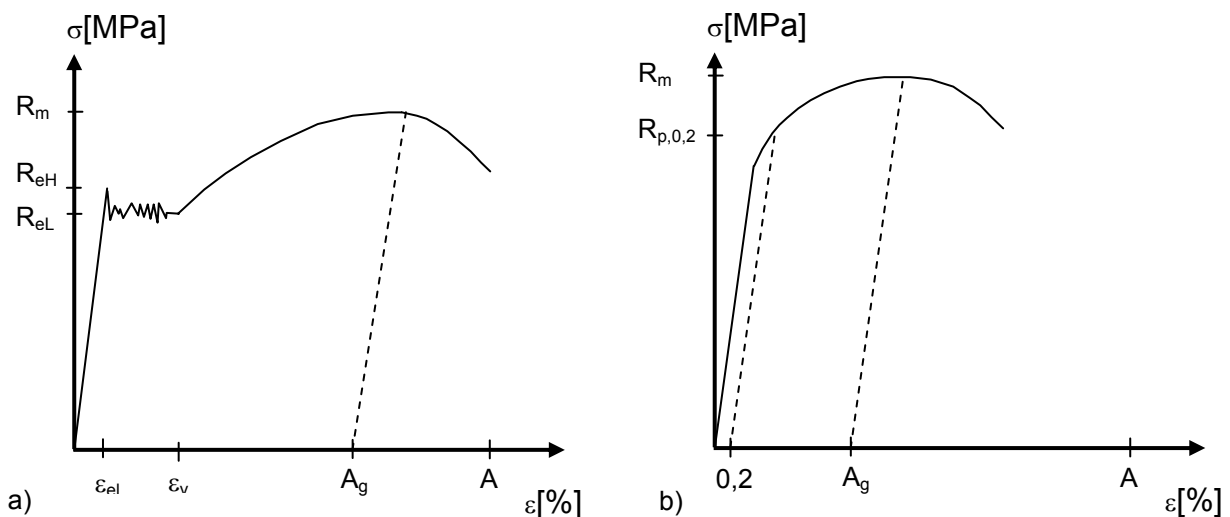 σ[MPa]
R_m
R_eH
R_eL
ε_el
ε_v
A_g
A
ε[%]
a)
σ[MPa]
R_m
R_p,0,2
0,2
A_g
A
ε[%]
b)